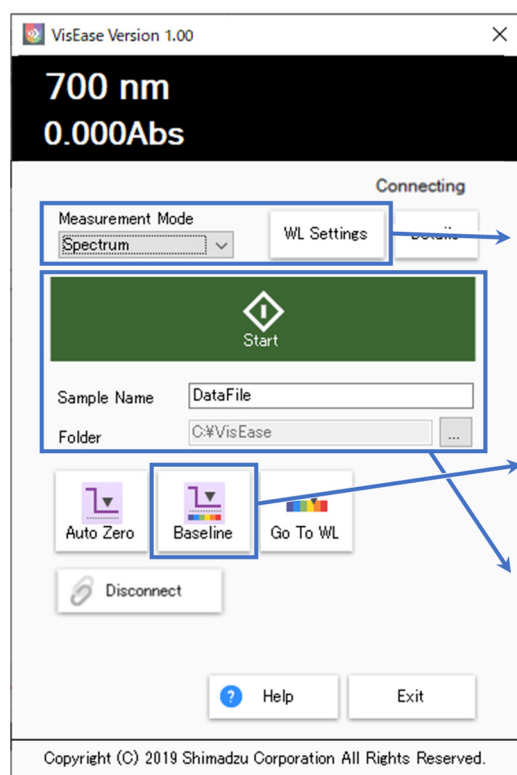 VisEase Version 1.00
700 nm
0.000Abs
Connecting
Measurement Mode
Spectrum
WL Settings
Details
Start
Sample Name DataFile
Folder C:¥VisEase ...
Auto Zero Baseline Go To WL
Disconnect
? Help Exit
Copyright (C) 2019 Shimadzu Corporation All Rights Reserved.